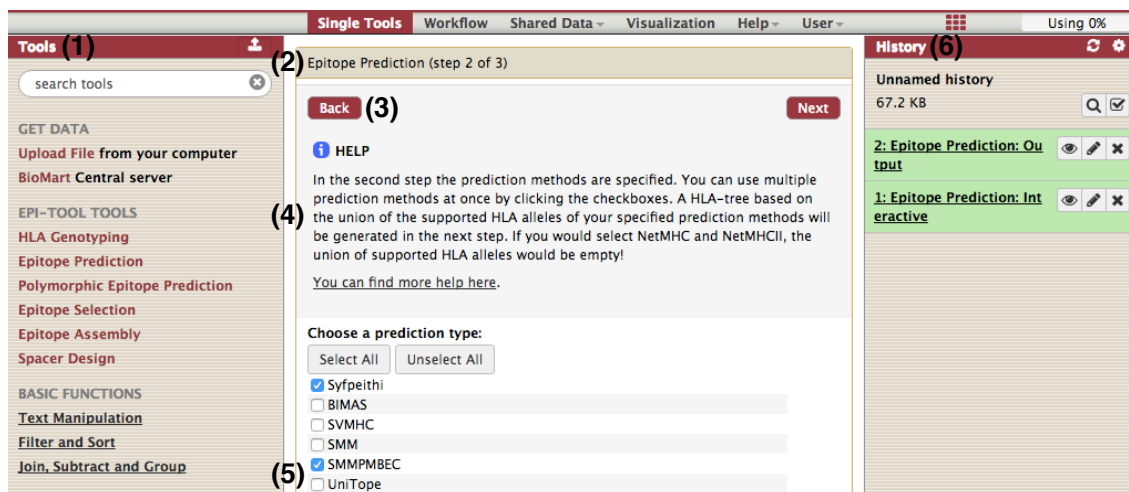 Single Tools Workflow Shared Data Visualization Help User Using 0%
Tools (1)
search tools
GET DATA
Upload File from your computer
BioMart Central server
EPI-TOOL TOOLS
HLA Genotyping
Epitope Prediction
Polymorphic Epitope Prediction
Epitope Selection
Epitope Assembly
Spacer Design
BASIC FUNCTIONS
Text Manipulation
Filter and Sort
Join, Subtract and Group
(2) Epitope Prediction (step 2 of 3)
Back (3) Next
HELP
In the second step the prediction methods are specified. You can use multiple
prediction methods at once by clicking the checkboxes. A HLA-tree based on
(4) the union of the supported HLA alleles of your specified prediction methods will
be generated in the next step. If you would select NetMHC and NetMHCII, the
union of supported HLA alleles would be empty!
You can find more help here.
Choose a prediction type:
Select All Unselect All
Syfpeithi
BIMAS
SVMHC
SMM
SMMPMBEC
(5)
UniTope
History (6)
Unnamed history
67.2 KB
2: Epitope Prediction: Ou
tput
1: Epitope Prediction: Int
eractive